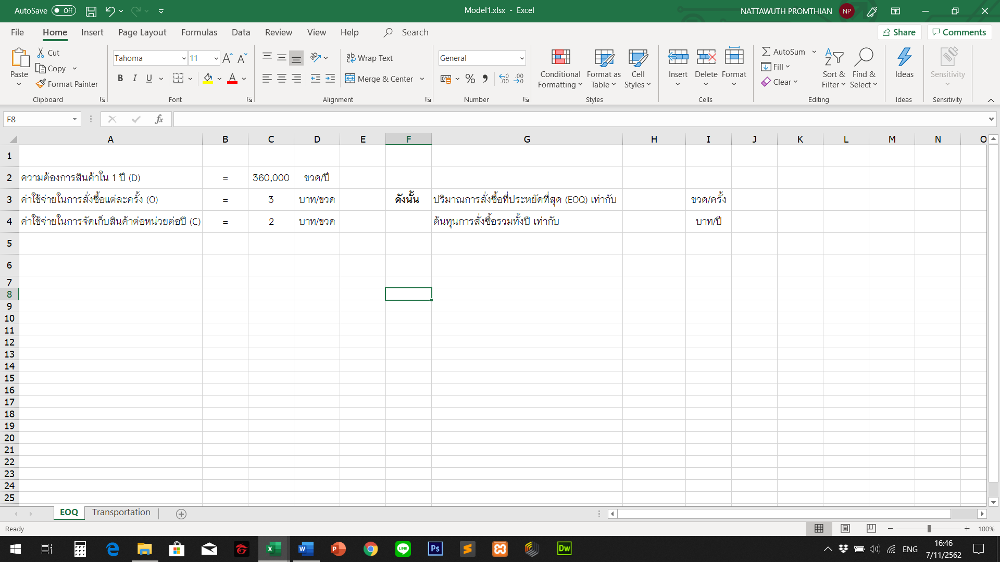 AutoSave Off
Model1.xlsx - Excel
NATTAWUTH PROMTHIAN NP
File Home Insert Page Layout Formulas Data Review View Help Search Share Comments
Paste Cut Copy Format Painter Clipboard
Tahoma 11 B I U A Font
Wrap Text Merge & Center Alignment
General % Number
Conditional Formatting Format as Table Cell Styles Styles
Insert Delete Format Cells
AutoSum Fill Clear Sort & Filter Find & Select Editing
Ideas Ideas
Sensitivity Sensitivity
F8 fx
A B C D E F G H I J K L M N O
1
2 ความต้องการสินค้าใน 1 ปี (D) = 360,000 ขวด/ปี
3 ค่าใช้จ่ายในการสั่งซื้อแต่ละครั้ง (O) = 3 บาท/ขวด ดังนั้น ปริมาณการสั่งซื้อที่ประหยัดที่สุด (EOQ) เท่ากับ ขวด/ครั้ง
4 ค่าใช้จ่ายในการจัดเก็บสินค้าต่อหน่วยต่อปี (C) = 2 บาท/ขวด ต้นทุนการสั่งซื้อรวมทั้งปี เท่ากับ บาท/ปี
5
6
7
8
9
10
11
12
13
14
15
16
17
18
19
20
21
22
23
24
25
EOQ Transportation
Ready 100%
Ps Dw LINE ENG 16:46
7/11/2562